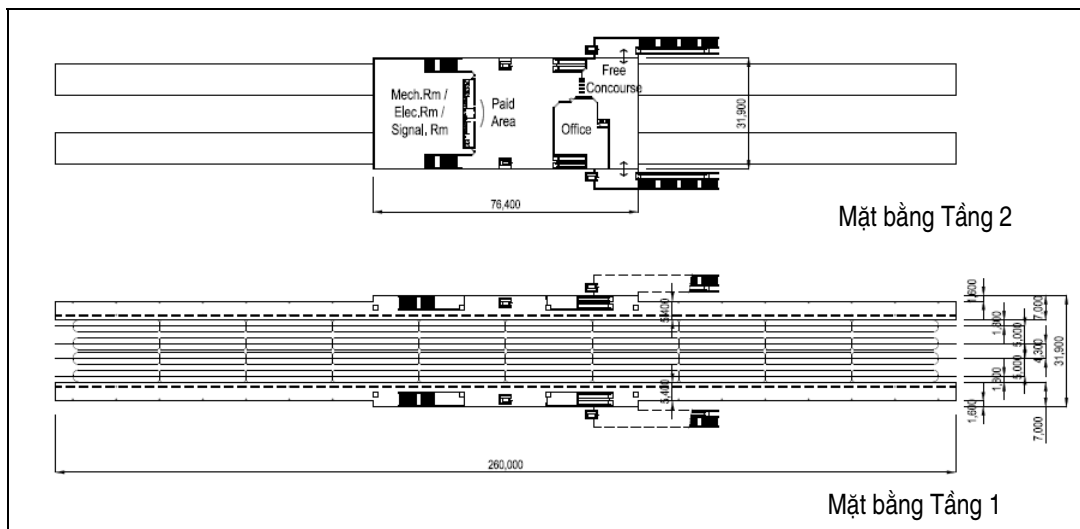 Mech.Rm /
Elec.Rm /
Signal, Rm
Paid
Area
Free
Concourse
Office
31,900
76,400
Mặt bằng Tầng 2
5,400
5,400
1,600
7,000
1,800
5,000
4,300
31,900
5,000
1,800
1,600
7,000
260,000
Mặt bằng Tầng 1